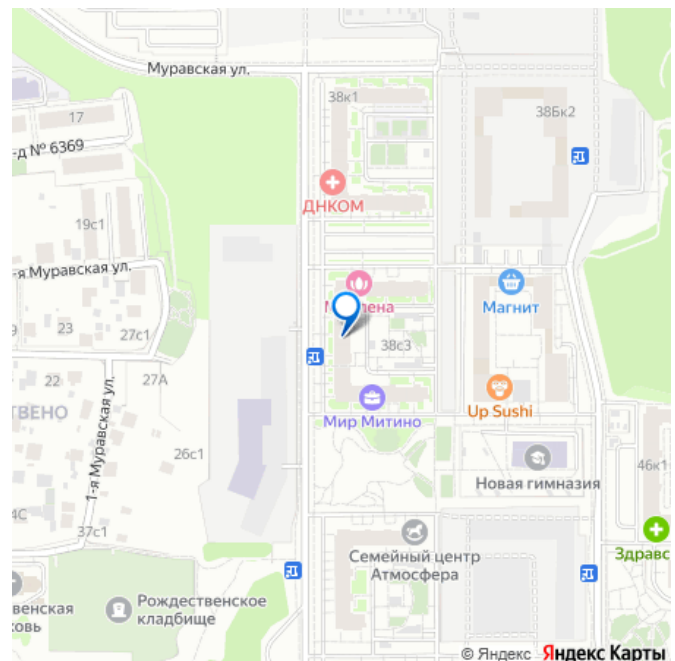 Муравская ул.
38к1
17
38Бк2
-д № 6369
ДНКОМ
19с1
-я Муравская ул.
Магнит
23
27с1
38с3
22
27А
Up Sushi
ТВЕНО
Мир Митино
1-я Муравская ул.
26с1
46к1
Новая гимназия
4С
37с1
Семейный центр
Атмосфера
Здравс
Рождественское
кладбище
венская
ковь
© Яндекс Яндекс Карты